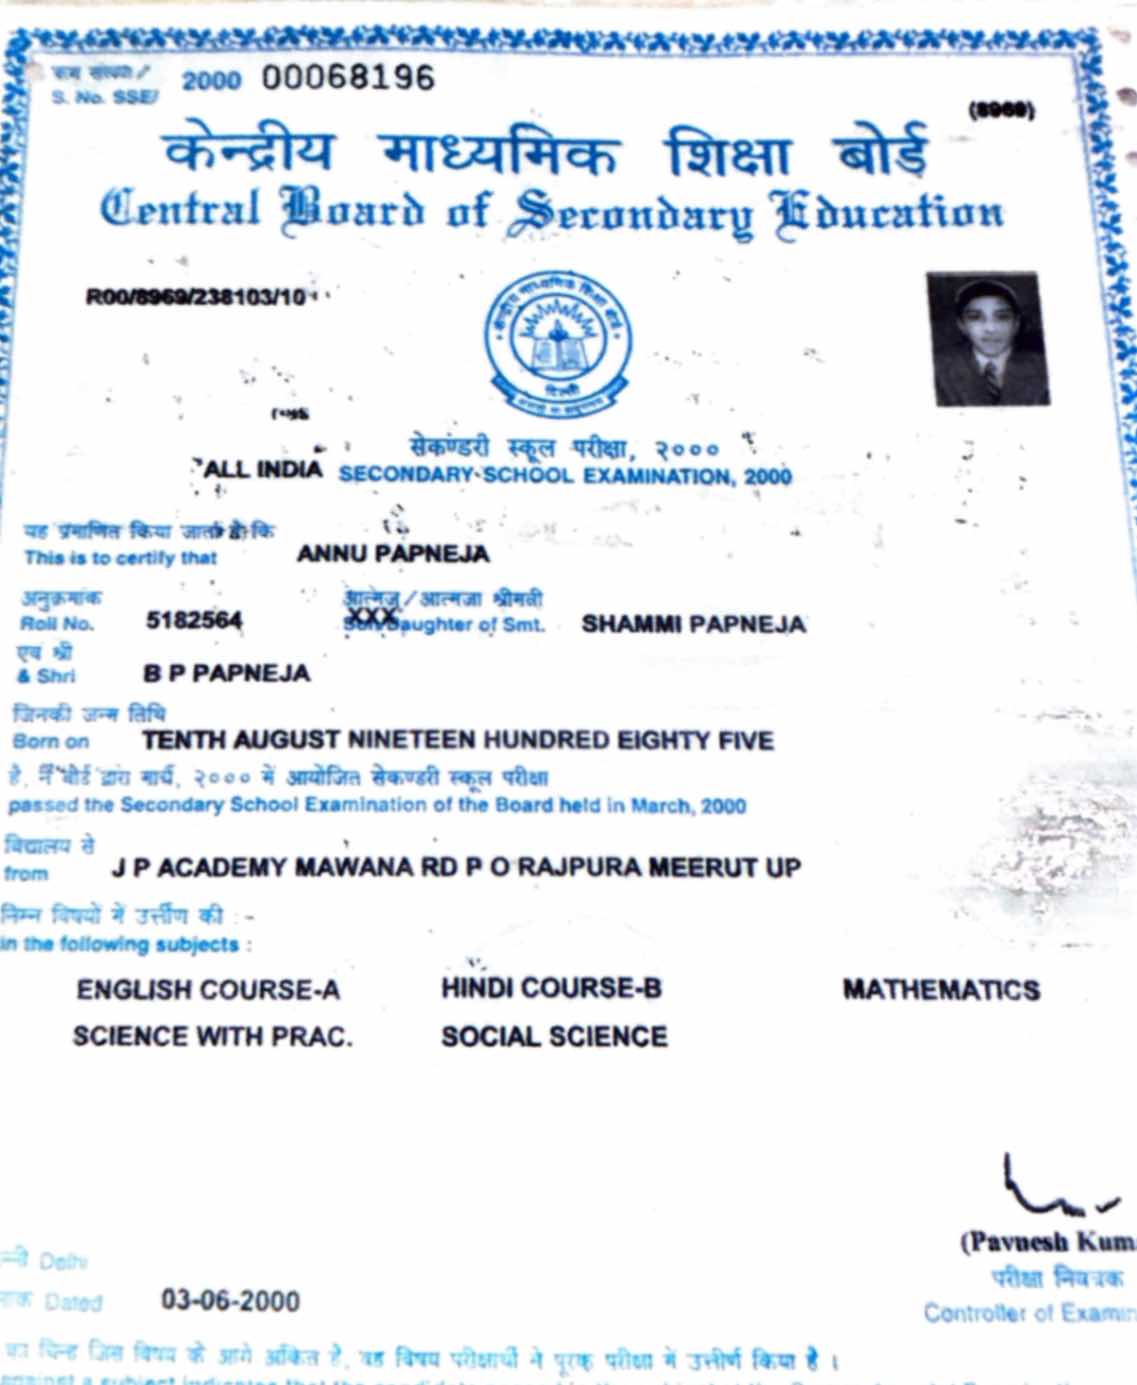 क्रम संख्या /
S. No. SSE/ 2000 00068196
(8969)
केन्द्रीय माध्यमिक शिक्षा बोर्ड
Central Board of Secondary Education
R00/8969/238103/10
केन्द्रीय माध्यमिक शिक्षा बोर्ड
दिल्ली
सेकण्डरी स्कूल परीक्षा, २०००
ALL INDIA SECONDARY SCHOOL EXAMINATION, 2000
यह प्रमाणित किया जाता है कि
This is to certify that ANNU PAPNEJA
अनुक्रमांक आत्मज / आत्मजा श्रीमती
Roll No. 5182564 XXX Son/Daughter of Smt. SHAMMI PAPNEJA
एवं श्री
& Shri B P PAPNEJA
जिनकी जन्म तिथि
Born on TENTH AUGUST NINETEEN HUNDRED EIGHTY FIVE
है, ने बोर्ड द्वारा मार्च, २००० में आयोजित सेकण्डरी स्कूल परीक्षा
passed the Secondary School Examination of the Board held in March, 2000
विद्यालय से
from J P ACADEMY MAWANA RD P O RAJPURA MEERUT UP
निम्न विषयों में उत्तीण की :-
in the following subjects :
ENGLISH COURSE-A HINDI COURSE-B MATHEMATICS
SCIENCE WITH PRAC. SOCIAL SCIENCE
(Pavnesh Kum
Delhi परीक्षा नियंत्रक
Dated 03-06-2000 Controller of Examin
का चिन्ह जिस विषय के आगे अंकित है, वह विषय परीक्षार्थी ने पूरक परीक्षा में उत्तीर्ण किया है ।